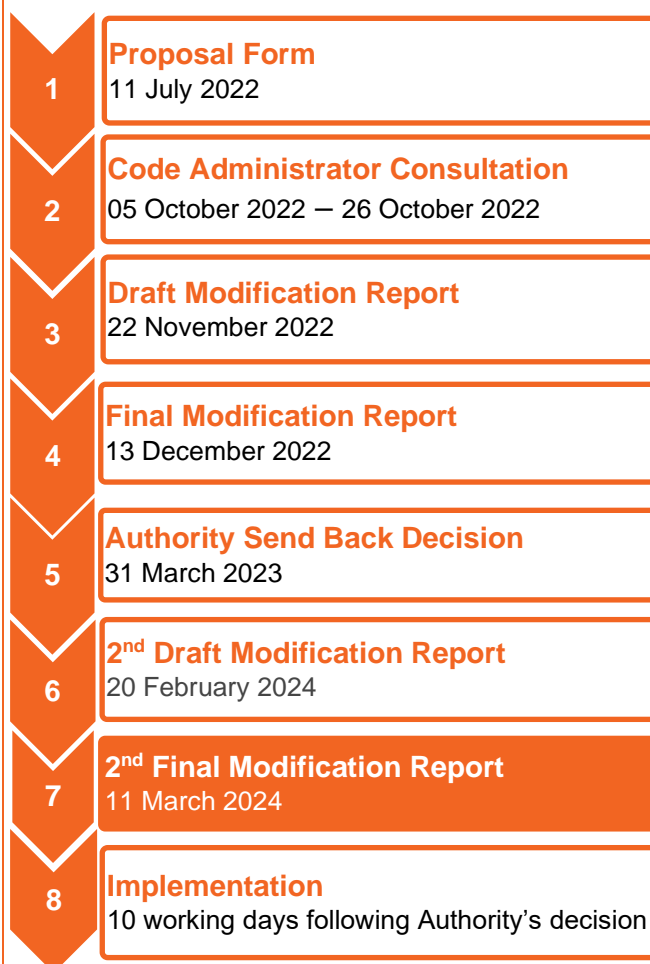 Proposal Form
1
11 July 2022
Code Administrator Consultation
2
05 October 2022 – 26 October 2022
Draft Modification Report
3
22 November 2022
Final Modification Report
4
13 December 2022
Authority Send Back Decision
5
31 March 2023
2nd Draft Modification Report
6
20 February 2024
2nd Final Modification Report
7
11 March 2024
Implementation
8
10 working days following Authority's decision